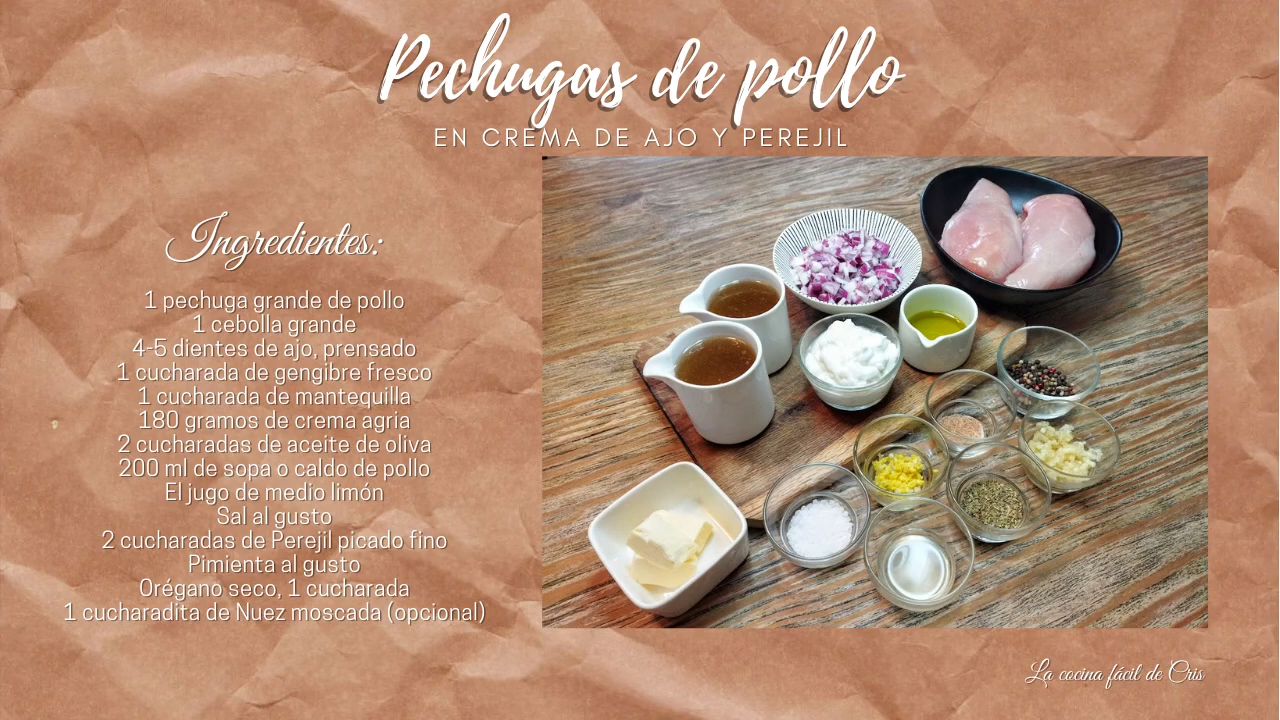 Pechugas de pollo
EN CREMA DE AJO Y PEREJIL
Ingredientes:
1 pechuga grande de pollo
1 cebolla grande
4-5 dientes de ajo, prensado
1 cucharada de gengibre fresco
1 cucharada de mantequilla
180 gramos de crema agria
2 cucharadas de aceite de oliva
200 ml de sopa o caldo de pollo
El jugo de medio limón
Sal al gusto
2 cucharadas de Perejil picado fino
Pimienta al gusto
Orégano seco, 1 cucharada
1 cucharadita de Nuez moscada (opcional)
La cocina fácil de Cris